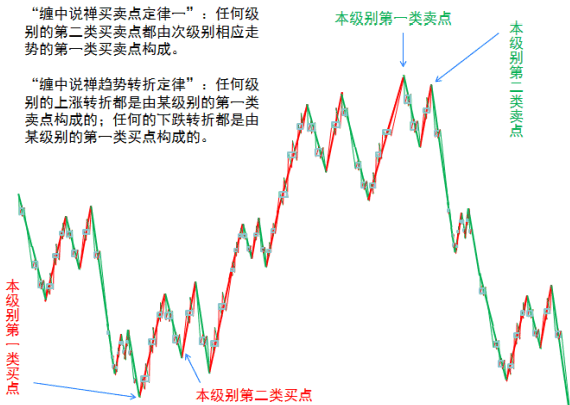 “缠中说禅买卖点定律一”：任何级
别的第二类买卖点都由次级别相应走
势的第一类买卖点构成。
“缠中说禅趋势转折定律”：任何级
别的上涨转折都是由某级别的第一类
卖点构成的；任何的下跌转折都是由
某级别的第一类买点构成的。
本级别第一类卖点
本级别第二类卖点
本级别第一类买点
本级别第二类买点